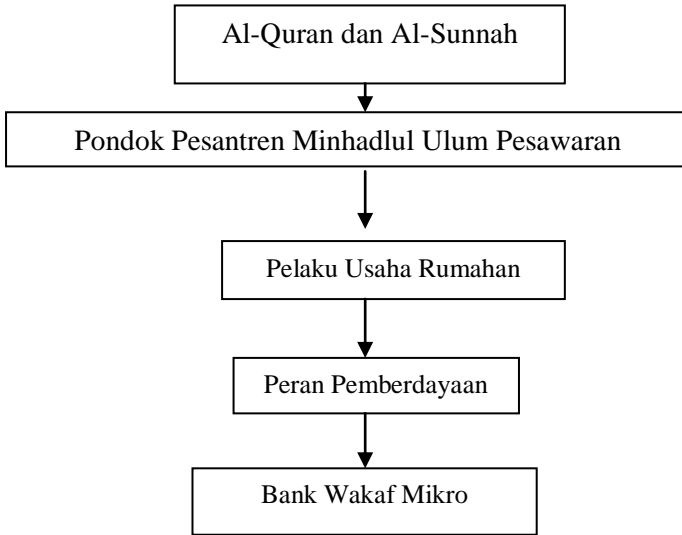 Al-Quran dan Al-Sunnah
Pondok Pesantren Minhadlul Ulum Pesawaran
Pelaku Usaha Rumahan
Peran Pemberdayaan
Bank Wakaf Mikro